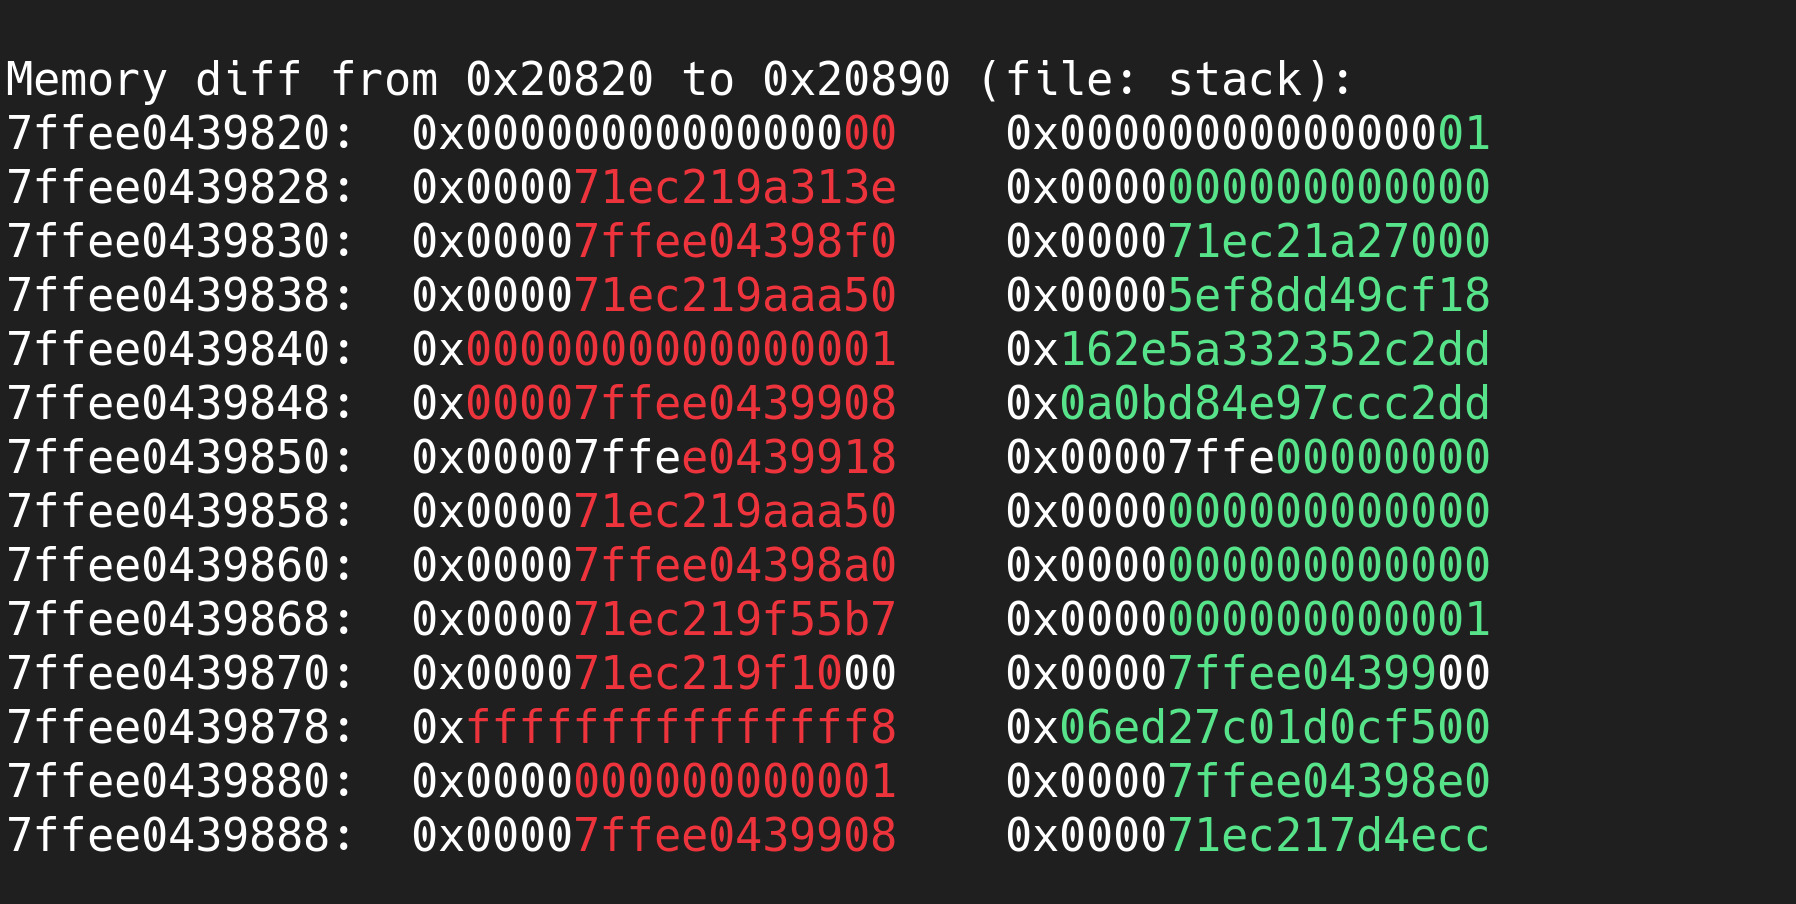 Memory diff from 0x20820 to 0x20890 (file: stack):
7ffee0439820:  0x0000000000000000    0x0000000000000001
7ffee0439828:  0x000071ec219a313e    0x0000000000000000
7ffee0439830:  0x00007ffee04398f0    0x000071ec21a27000
7ffee0439838:  0x000071ec219aaa50    0x00005ef8dd49cf18
7ffee0439840:  0x0000000000000001    0x162e5a332352c2dd
7ffee0439848:  0x00007ffee0439908    0x0a0bd84e97ccc2dd
7ffee0439850:  0x00007ffee0439918    0x00007ffe00000000
7ffee0439858:  0x000071ec219aaa50    0x0000000000000000
7ffee0439860:  0x00007ffee04398a0    0x0000000000000000
7ffee0439868:  0x000071ec219f55b7    0x0000000000000001
7ffee0439870:  0x000071ec219f1000    0x00007ffee0439900
7ffee0439878:  0xfffffffffffffff8    0x06ed27c01d0cf500
7ffee0439880:  0x0000000000000001    0x00007ffee04398e0
7ffee0439888:  0x00007ffee0439908    0x000071ec217d4ecc